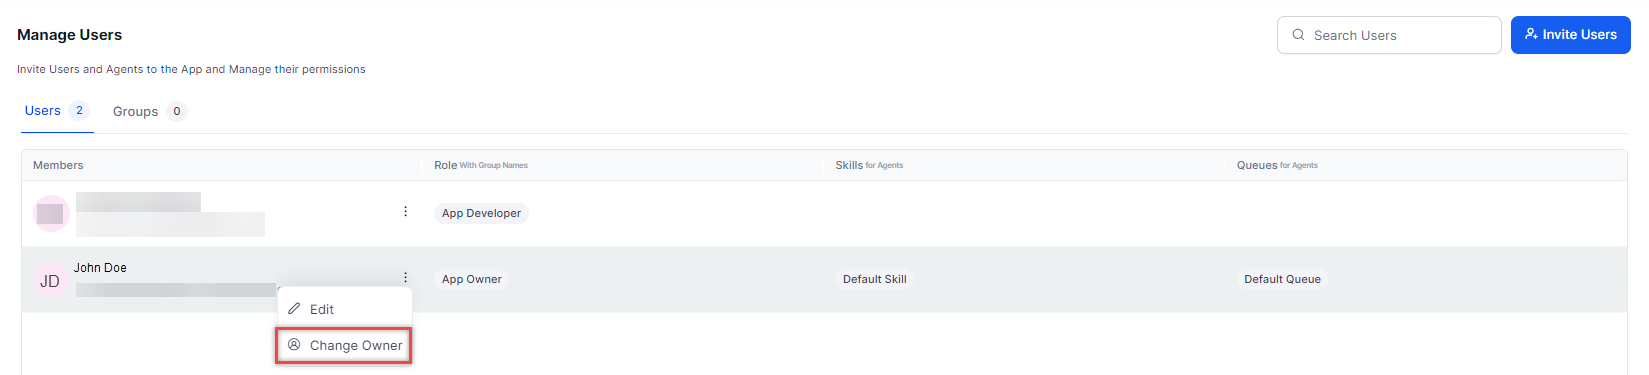 Manage Users
Search Users
Invite Users
Invite Users and Agents to the App and Manage their permissions
Users 2 Groups 0
Members Role With Group Names Skills for Agents Queues for Agents
App Developer
JD John Doe App Owner Default Skill Default Queue
Edit
Change Owner